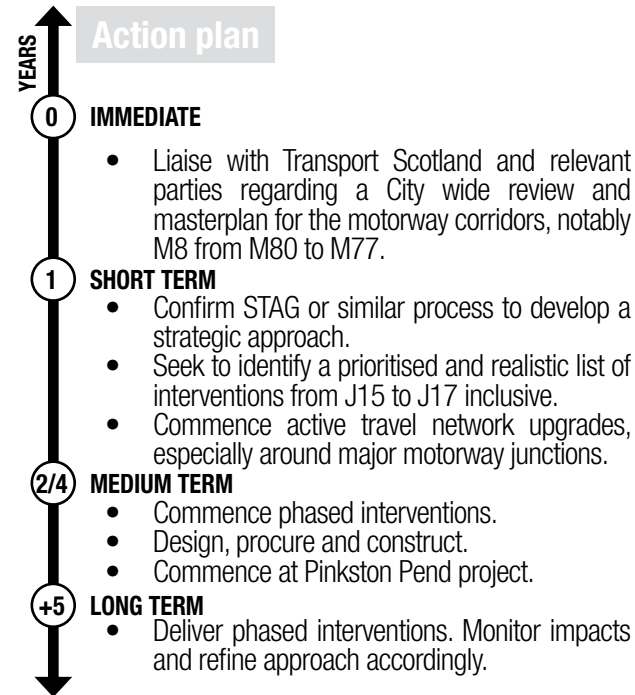 YEARS
Action plan
0
IMMEDIATE
• Liaise with Transport Scotland and relevant
parties regarding a City wide review and
masterplan for the motorway corridors, notably
M8 from M80 to M77.
1
SHORT TERM
• Confirm STAG or similar process to develop a
strategic approach.
• Seek to identify a prioritised and realistic list of
interventions from J15 to J17 inclusive.
• Commence active travel network upgrades,
especially around major motorway junctions.
2/4
MEDIUM TERM
• Commence phased interventions.
• Design, procure and construct.
• Commence at Pinkston Pend project.
+5
LONG TERM
• Deliver phased interventions. Monitor impacts
and refine approach accordingly.